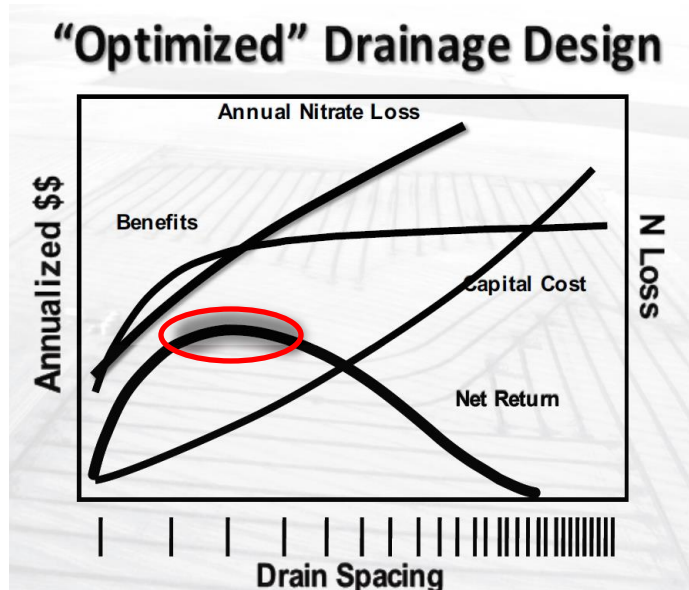 “Optimized” Drainage Design
Annual Nitrate Loss
Benefits
Annualized $$
N Loss
Capital Cost
Net Return
Drain Spacing